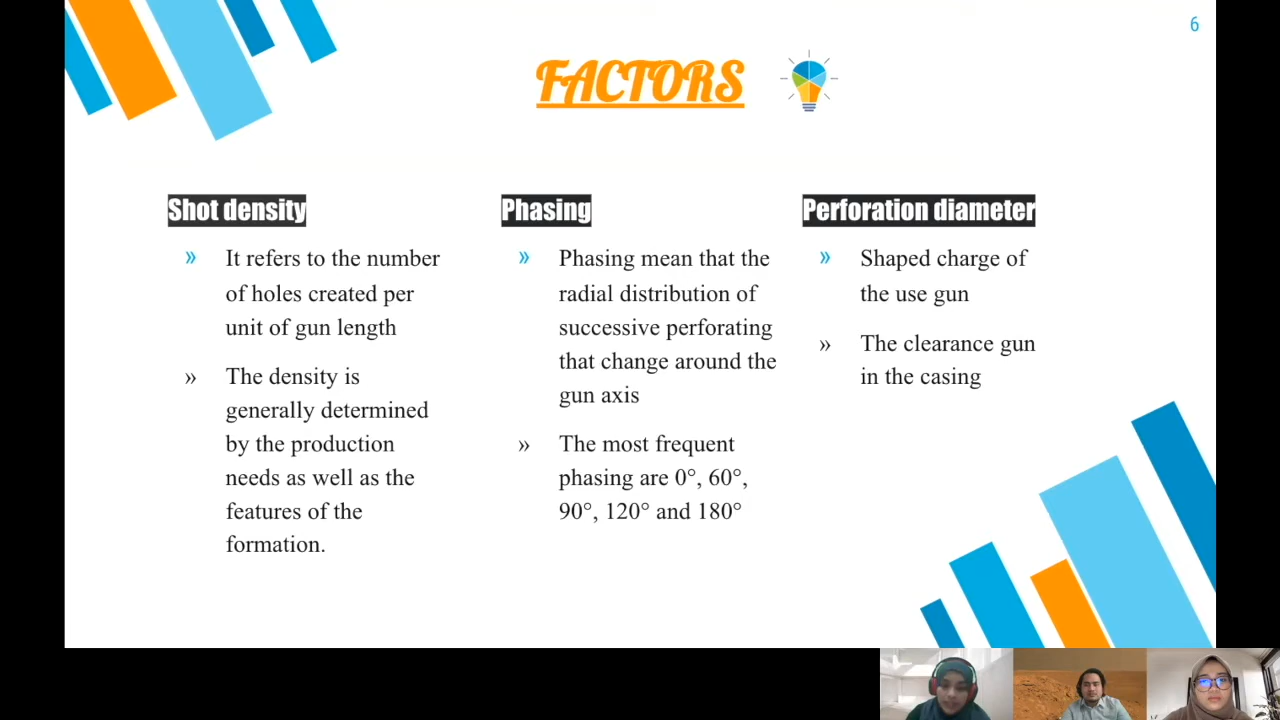 6
FACTORS
Shot density
» It refers to the number
of holes created per
unit of gun length
» The density is
generally determined
by the production
needs as well as the
features of the
formation.
Phasing
» Phasing mean that the
radial distribution of
successive perforating
that change around the
gun axis
» The most frequent
phasing are 0°, 60°,
90°, 120° and 180°
Perforation diameter
» Shaped charge of
the use gun
» The clearance gun
in the casing